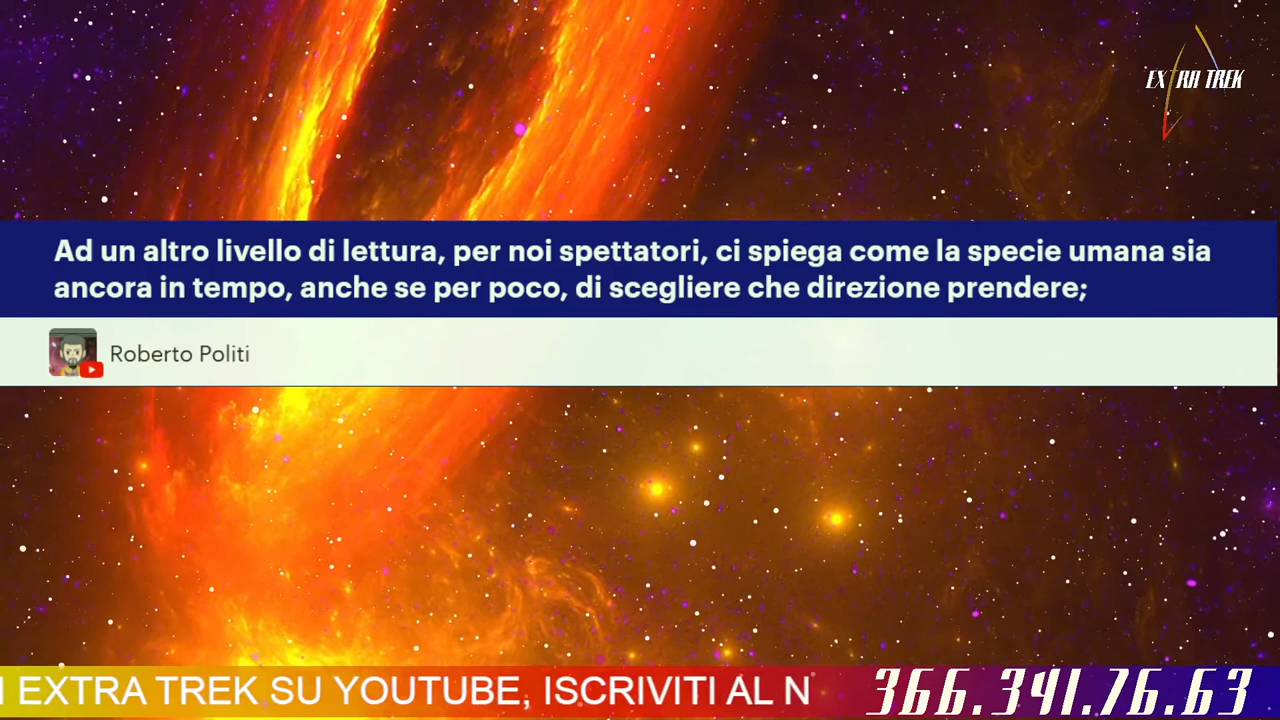 EXTRA TREK
Ad un altro livello di lettura, per noi spettatori, ci spiega come la specie umana sia
ancora in tempo, anche se per poco, di scegliere che direzione prendere;
Roberto Politi
I EXTRA TREK SU YOUTUBE, ISCRIVITI AL N
366.341.76.63